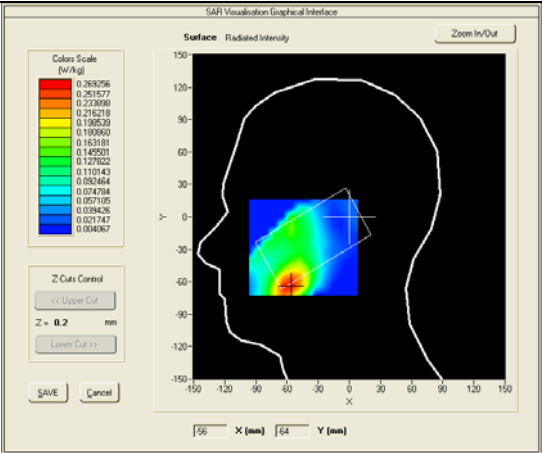 SAR Visualisation Graphical Interface
Surface Radiated Intensity
Zoom In/Out
Colors Scale
(W/kg)
0.269256
0.251577
0.233898
0.216218
0.198539
0.180860
0.163181
0.145501
0.127822
0.110143
0.092464
0.074784
0.057105
0.039426
0.021747
0.004067
Z-Cuts Control
<< Upper Cut
Z = 0.2 mm
Lower Cut >>
SAVE Cancel
Y
150
120
90
60
30
0
-30
-60
-90
-120
-150
-150 -120 -90 -60 -30 0 30 60 90 120 150
X
-56 X (mm) -64 Y (mm)